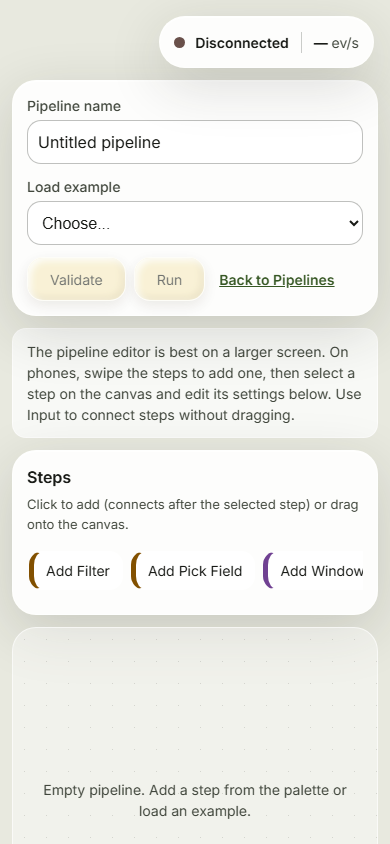 Disconnected — ev/s
Pipeline name
Untitled pipeline
Load example
Choose...
Validate Run Back to Pipelines
The pipeline editor is best on a larger screen. On
phones, swipe the steps to add one, then select a
step on the canvas and edit its settings below. Use
Input to connect steps without dragging.
Steps
Click to add (connects after the selected step) or drag
onto the canvas.
Add Filter Add Pick Field Add Window
Empty pipeline. Add a step from the palette or
load an example.